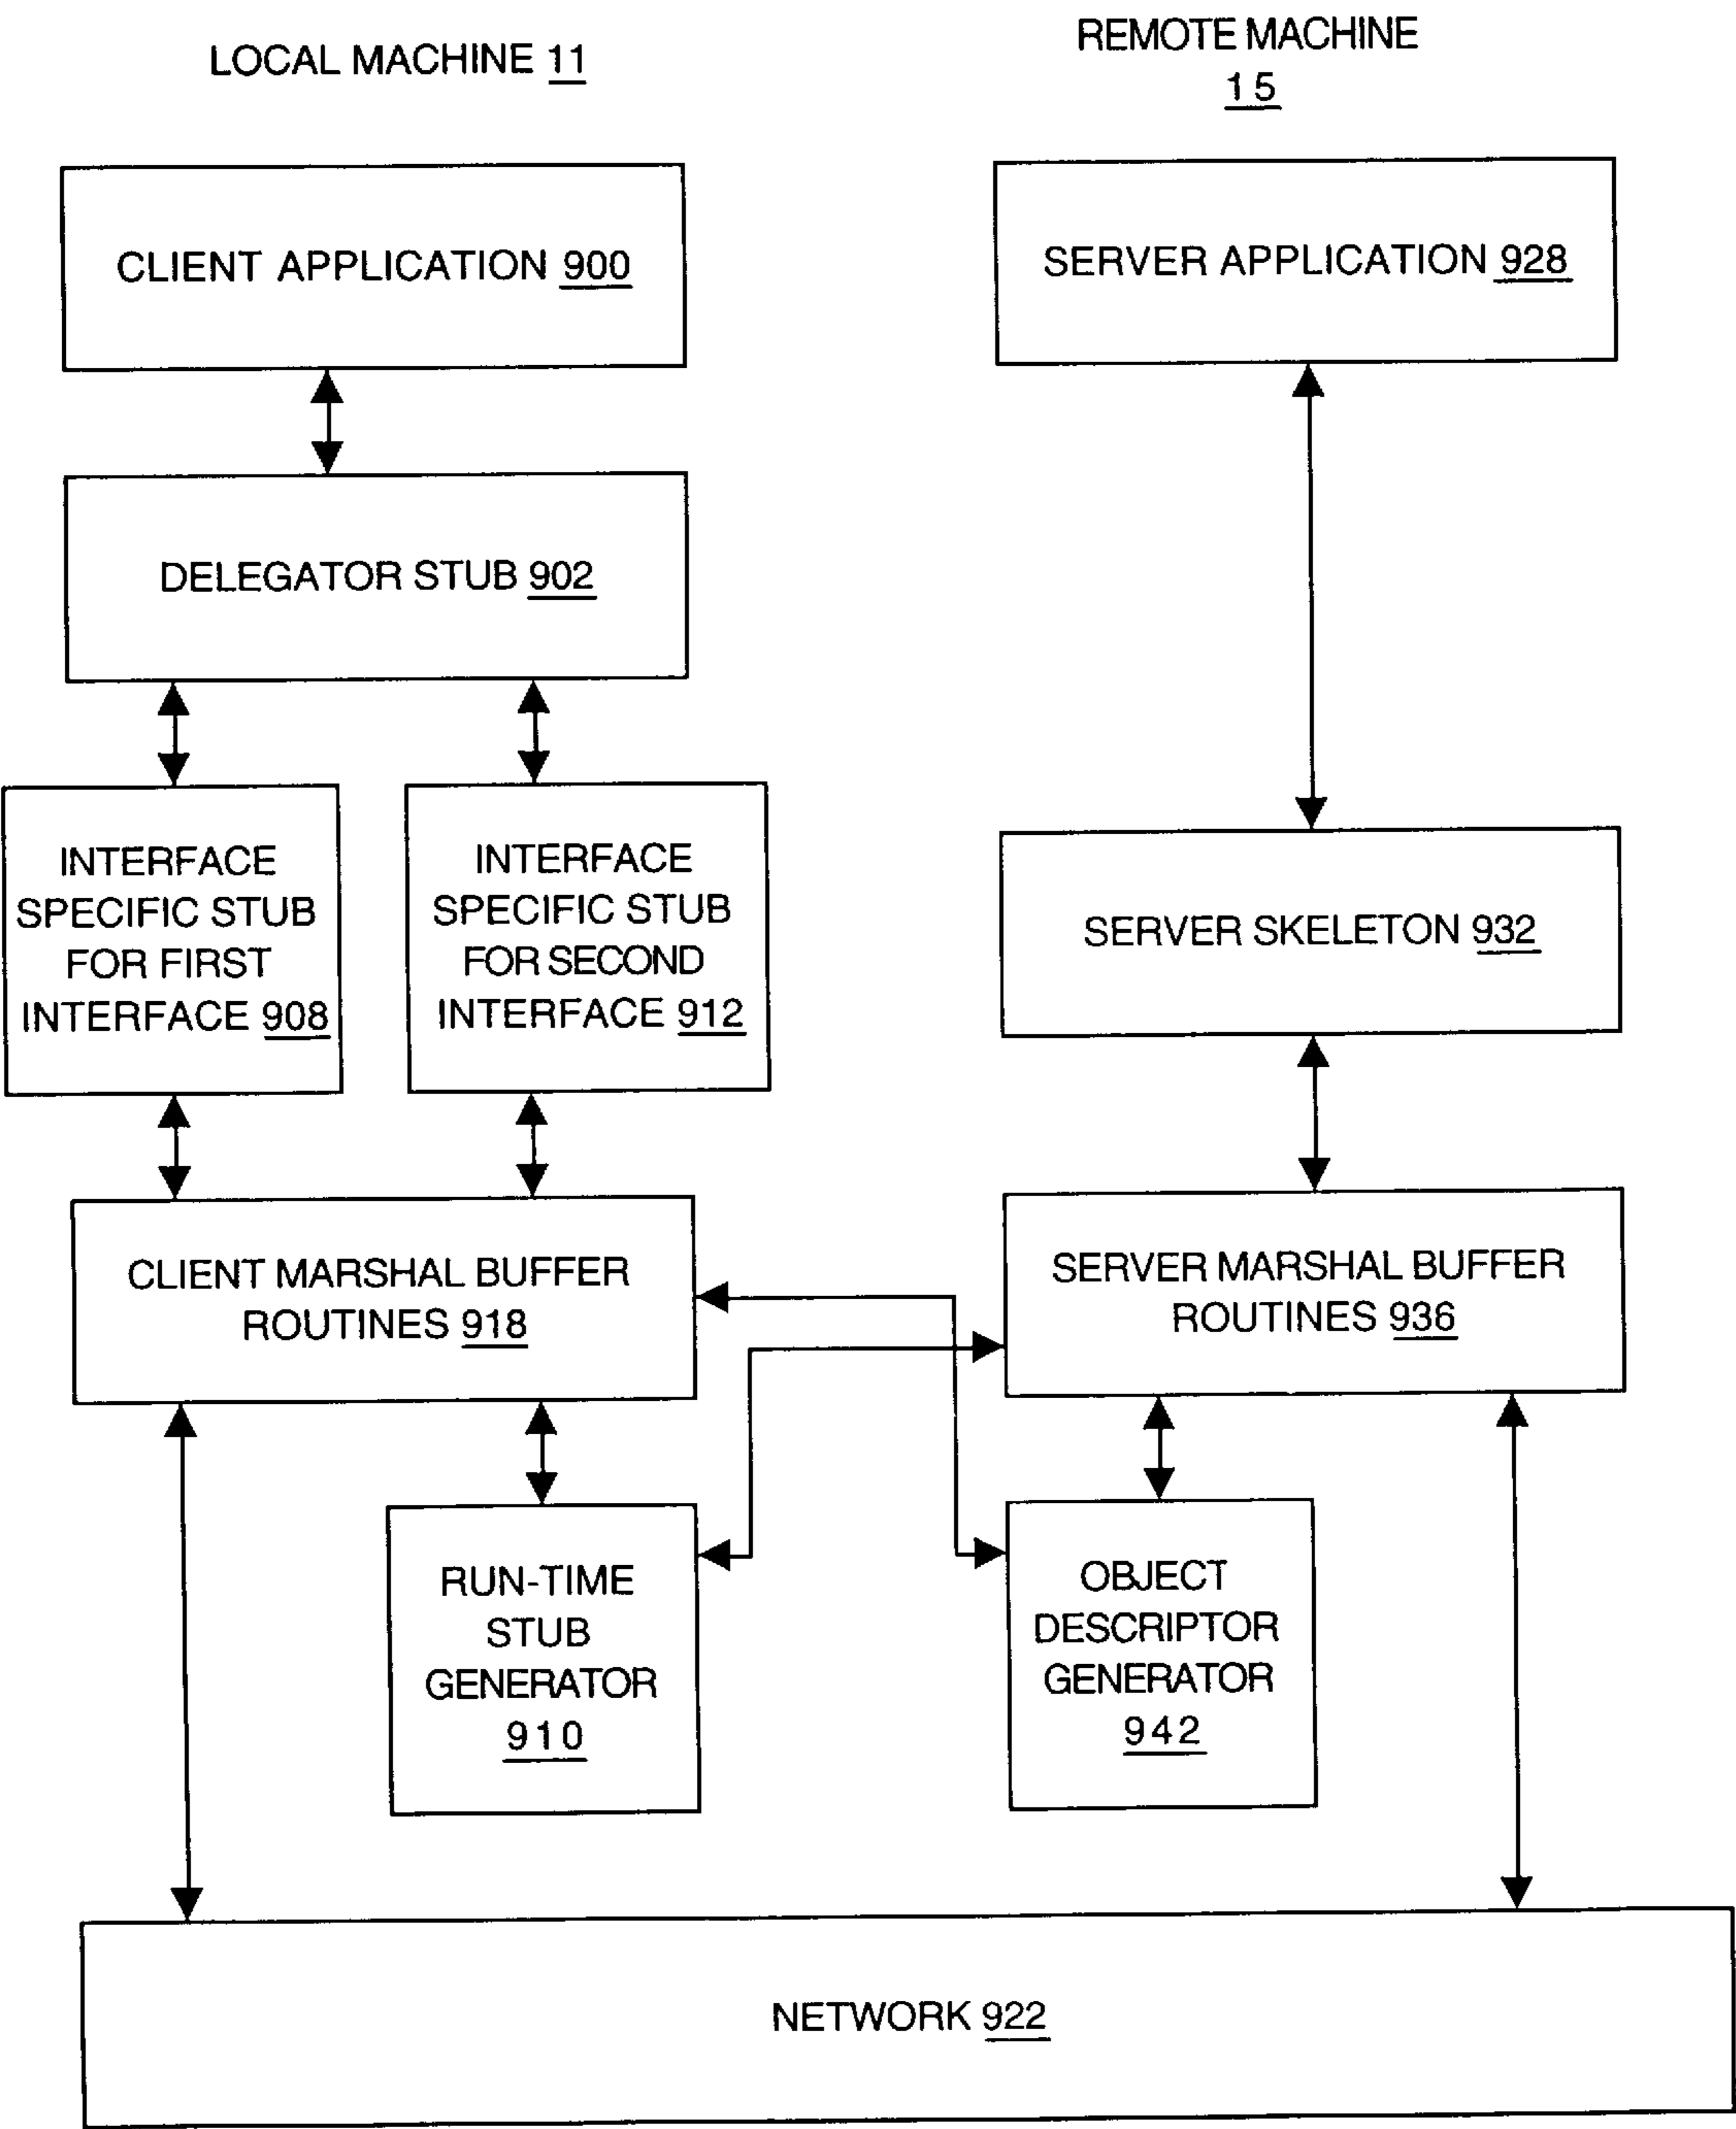 LOCAL MACHINE 11
REMOTE MACHINE
15
CLIENT APPLICATION 900
SERVER APPLICATION 928
DELEGATOR STUB 902
INTERFACE
SPECIFIC STUB
FOR FIRST
INTERFACE 908
INTERFACE
SPECIFIC STUB
FOR SECOND
INTERFACE 912
SERVER SKELETON 932
CLIENT MARSHAL BUFFER
ROUTINES 918
SERVER MARSHAL BUFFER
ROUTINES 936
RUN-TIME
STUB
GENERATOR
910
OBJECT
DESCRIPTOR
GENERATOR
942
NETWORK 922